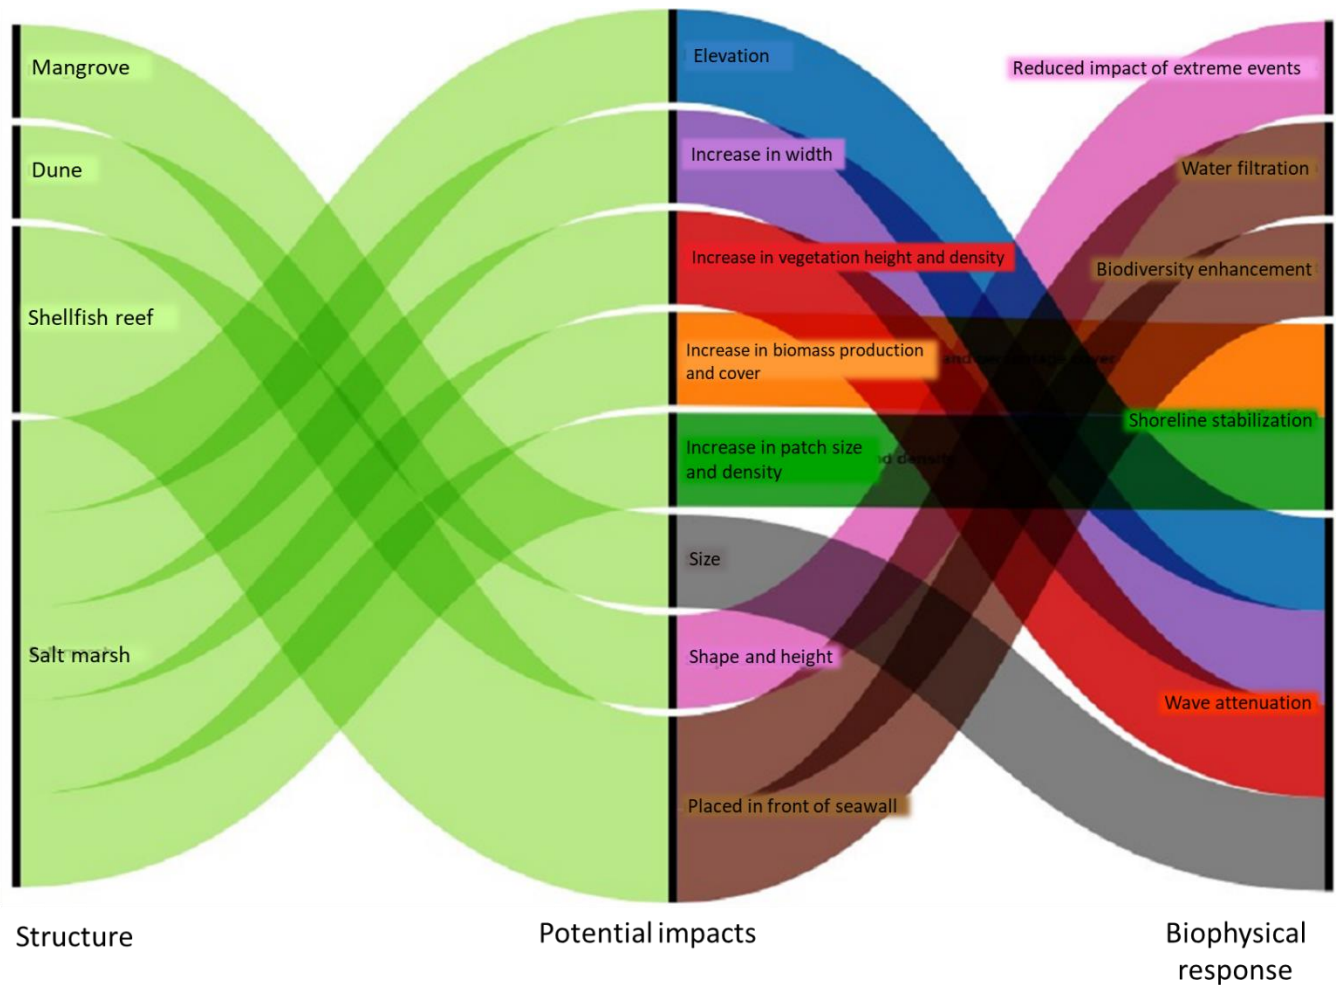 Mangrove
Dune
Shellfish reef
Salt marsh
Structure
Elevation
Increase in width
Increase in vegetation height and density
Increase in biomass production
and cover
Increase in patch size
and density
Size
Shape and height
Placed in front of seawall
Potential impacts
Reduced impact of extreme events
Water filtration
Biodiversity enhancement
Shoreline stabilization
Wave attenuation
Biophysical
response